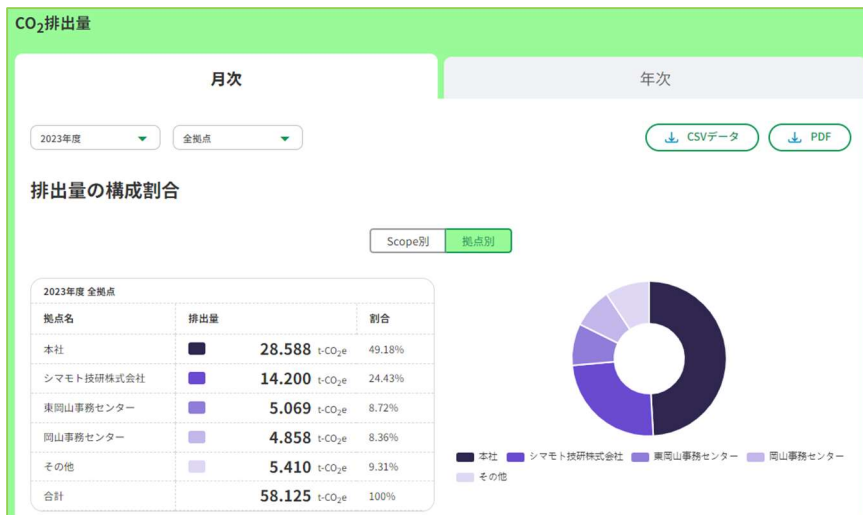 CO₂排出量
月次 年次
2023年度 全拠点 CSVデータ PDF
排出量の構成割合
Scope別 拠点別
2023年度 全拠点
拠点名 排出量 割合
本社 28.588 t-CO₂e 49.18%
シマモト技研株式会社 14.200 t-CO₂e 24.43%
東岡山事務センター 5.069 t-CO₂e 8.72%
岡山事務センター 4.858 t-CO₂e 8.36%
その他 5.410 t-CO₂e 9.31%
合計 58.125 t-CO₂e 100%
本社 シマモト技研株式会社 東岡山事務センター 岡山事務センター
その他